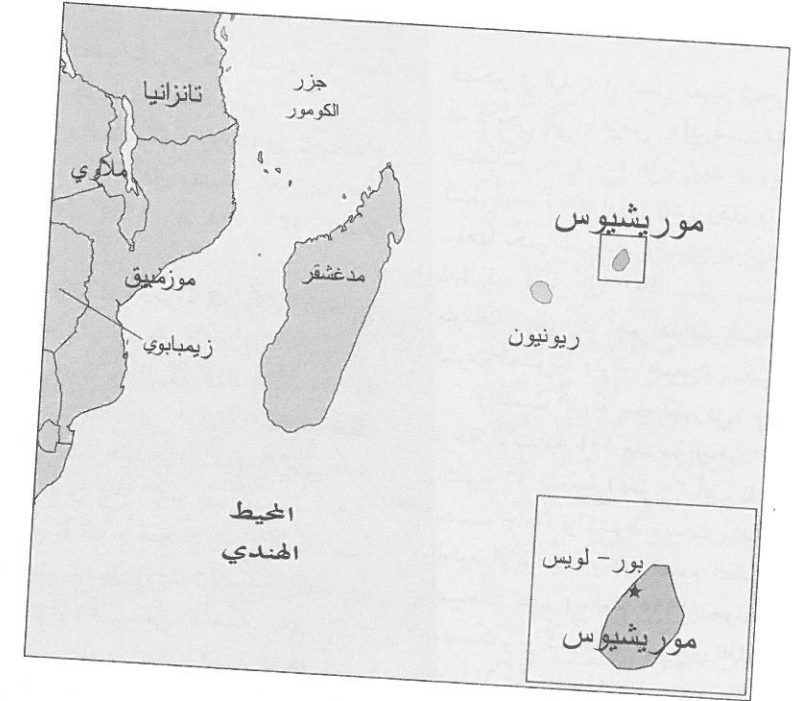 تانزانيا
جزر
الكومور
ملاوي
موريشيوس
موزمبيق
مدغشقر
ريونيون
زيمبابوي
المحيط
الهندي
بور - لويس
موريشيوس